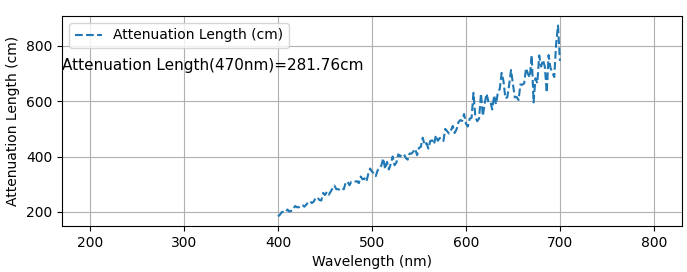 Attenuation Length (cm)
Attenuation Length(470nm)=281.76cm
Attenuation Length (cm)
800
600
400
200
200 300 400 500 600 700 800
Wavelength (nm)